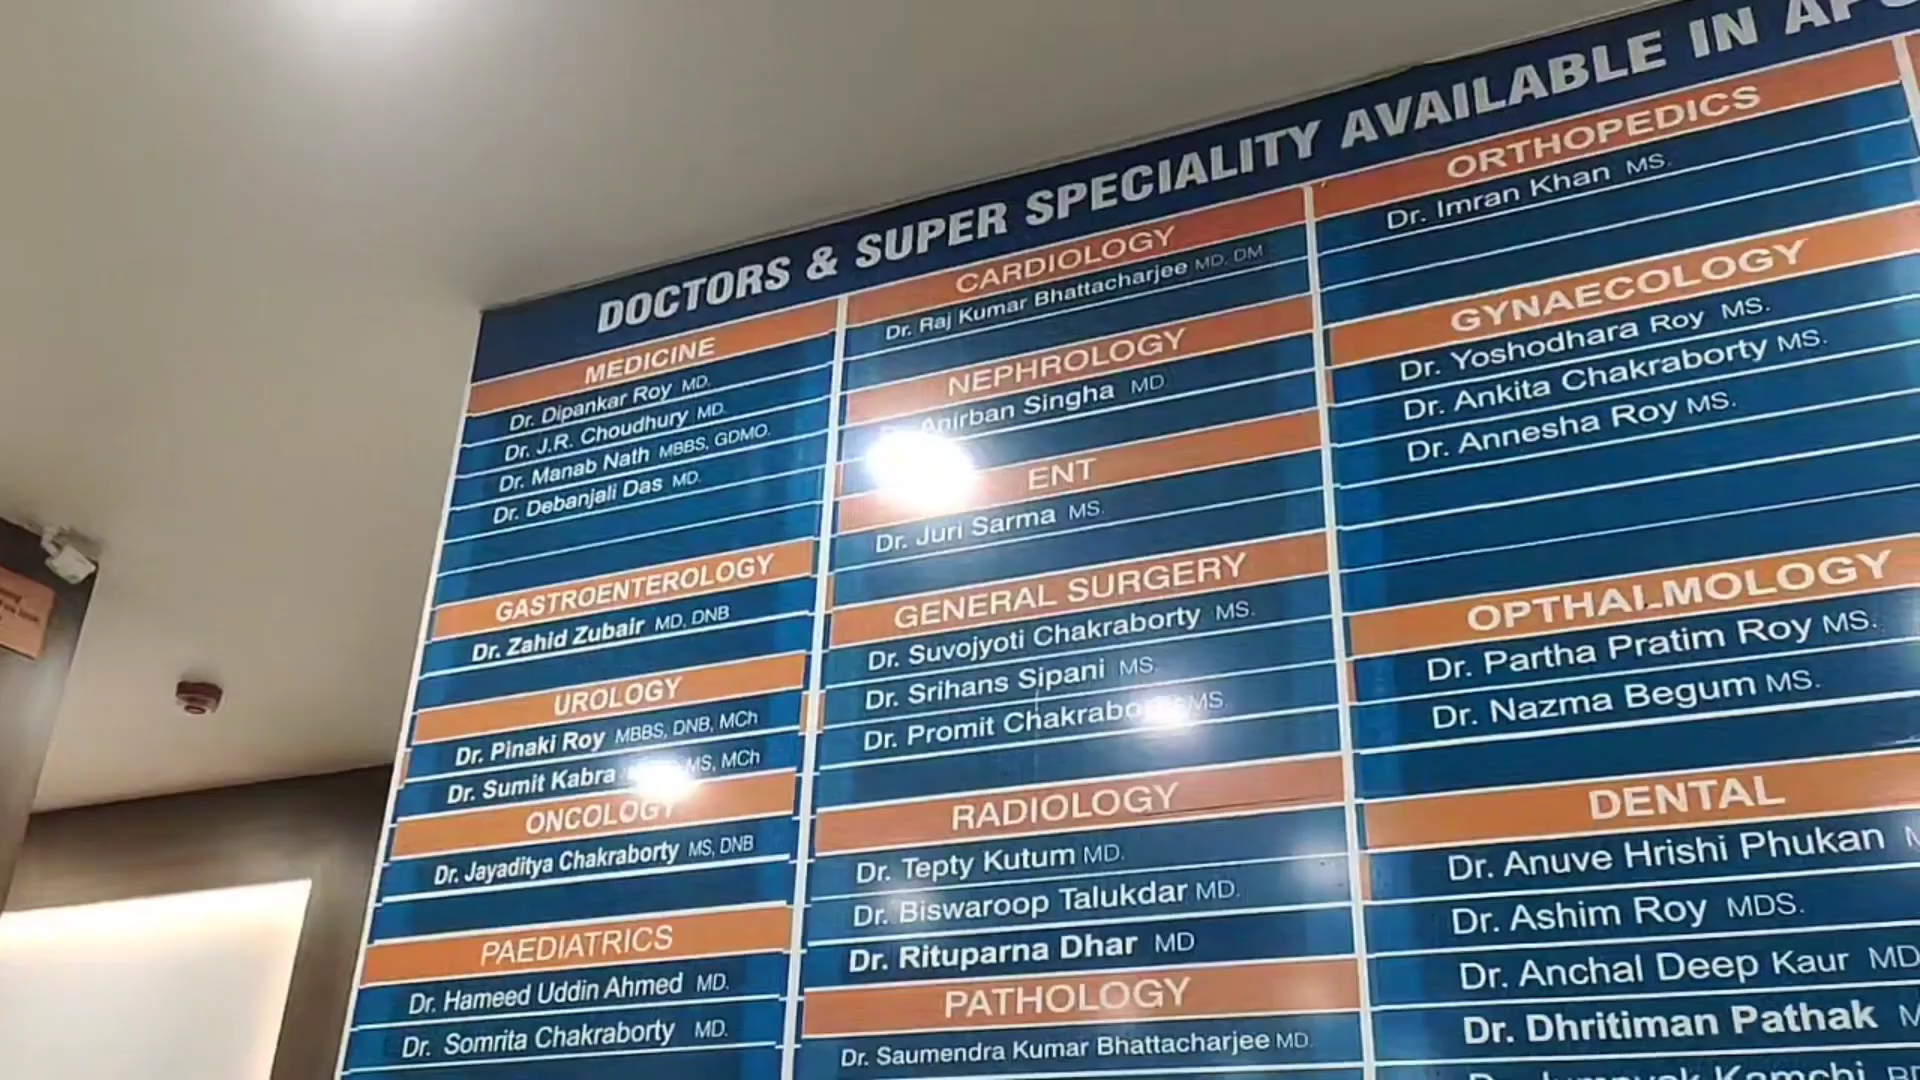 DOCTORS & SUPER SPECIALITY AVAILABLE IN
MEDICINE
Dr. Dipankar Roy MD.
Dr. J.R. Choudhury MD.
Dr. Manab Nath MBBS, GDMO.
Dr. Debanjali Das MD.
GASTROENTEROLOGY
Dr. Zahid Zubair MD, DNB
UROLOGY
Dr. Pinaki Roy MBBS, DNB, MCh
Dr. Sumit Kabra MS, MCh
ONCOLOGY
Dr. Jayaditya Chakraborty MS, DNB
PAEDIATRICS
Dr. Hameed Uddin Ahmed MD.
Dr. Somrita Chakraborty MD.
CARDIOLOGY
Dr. Raj Kumar Bhattacharjee MD, DM
NEPHROLOGY
Anirban Singha MD
ENT
Dr. Juri Sarma MS.
GENERAL SURGERY
Dr. Suvojyoti Chakraborty MS.
Dr. Srihans Sipani MS.
Dr. Promit MS.
RADIOLOGY
Dr. Tepty Kutum MD.
Dr. Biswaroop Talukdar MD.
Dr. Rituparna Dhar MD
PATHOLOGY
Dr. Saumendra Kumar Bhattacharjee MD.
ORTHOPEDICS
Dr. Imran Khan MS.
GYNAECOLOGY
Dr. Yoshodhara Roy MS.
Dr. Ankita Chakraborty MS.
Dr. Annesha Roy MS.
OPTHALMOLOGY
Dr. Partha Pratim Roy MS.
Dr. Nazma Begum MS.
DENTAL
Dr. Anuve Hrishi Phukan
Dr. Ashim Roy MDS.
Dr. Anchal Deep Kaur
Dr. Dhritiman Pathak